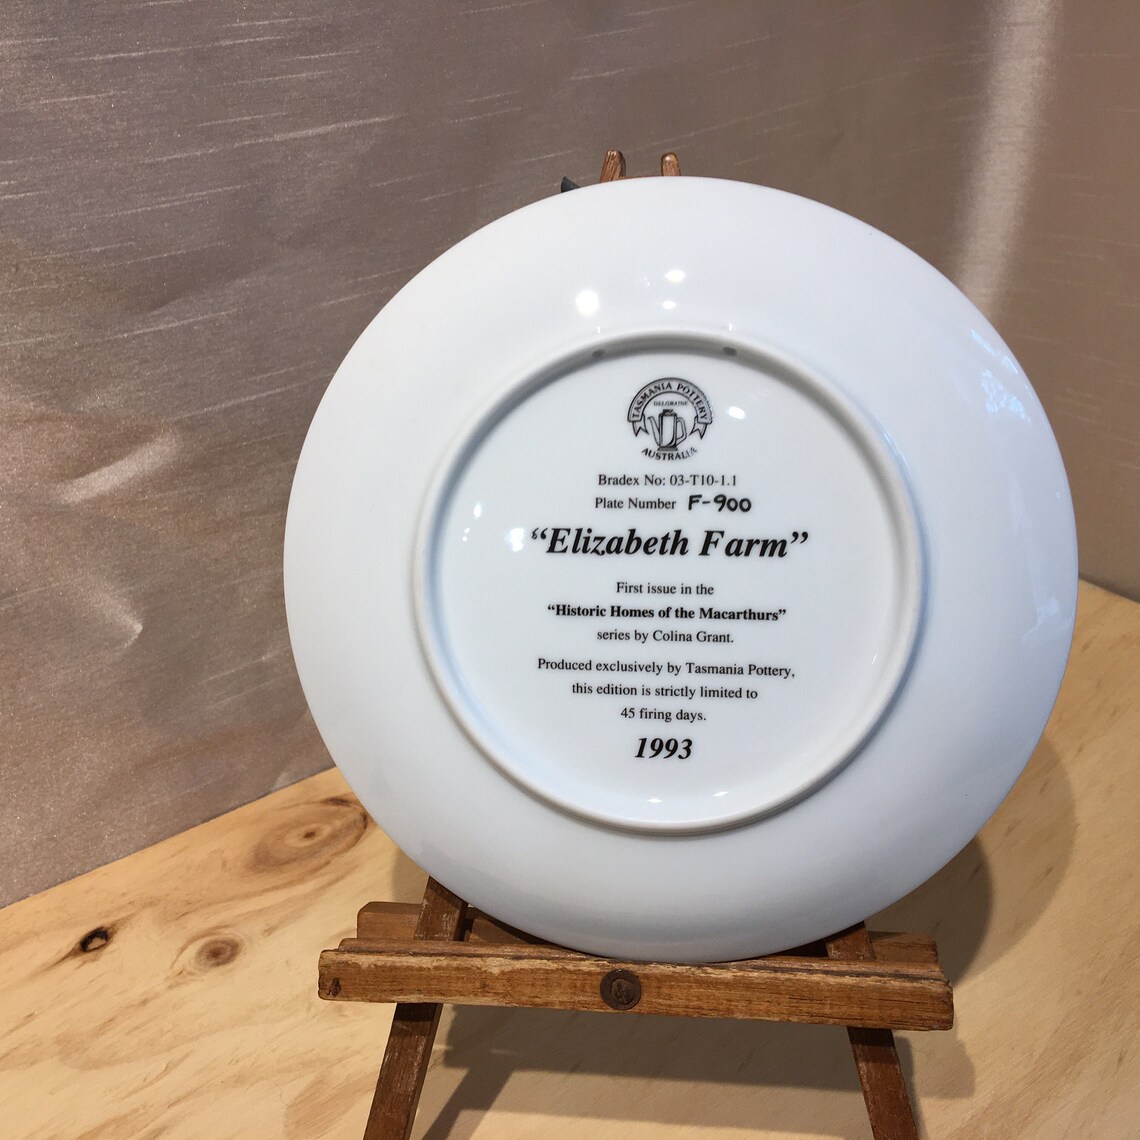 TASMANIA POTTERY
DELORAINE
AUSTRALIA
Bradex No: 03-T10-1.1
Plate Number F-900
“Elizabeth Farm”
First issue in the
“Historic Homes of the Macarthurs”
series by Colina Grant.
Produced exclusively by Tasmania Pottery,
this edition is strictly limited to
45 firing days.
1993